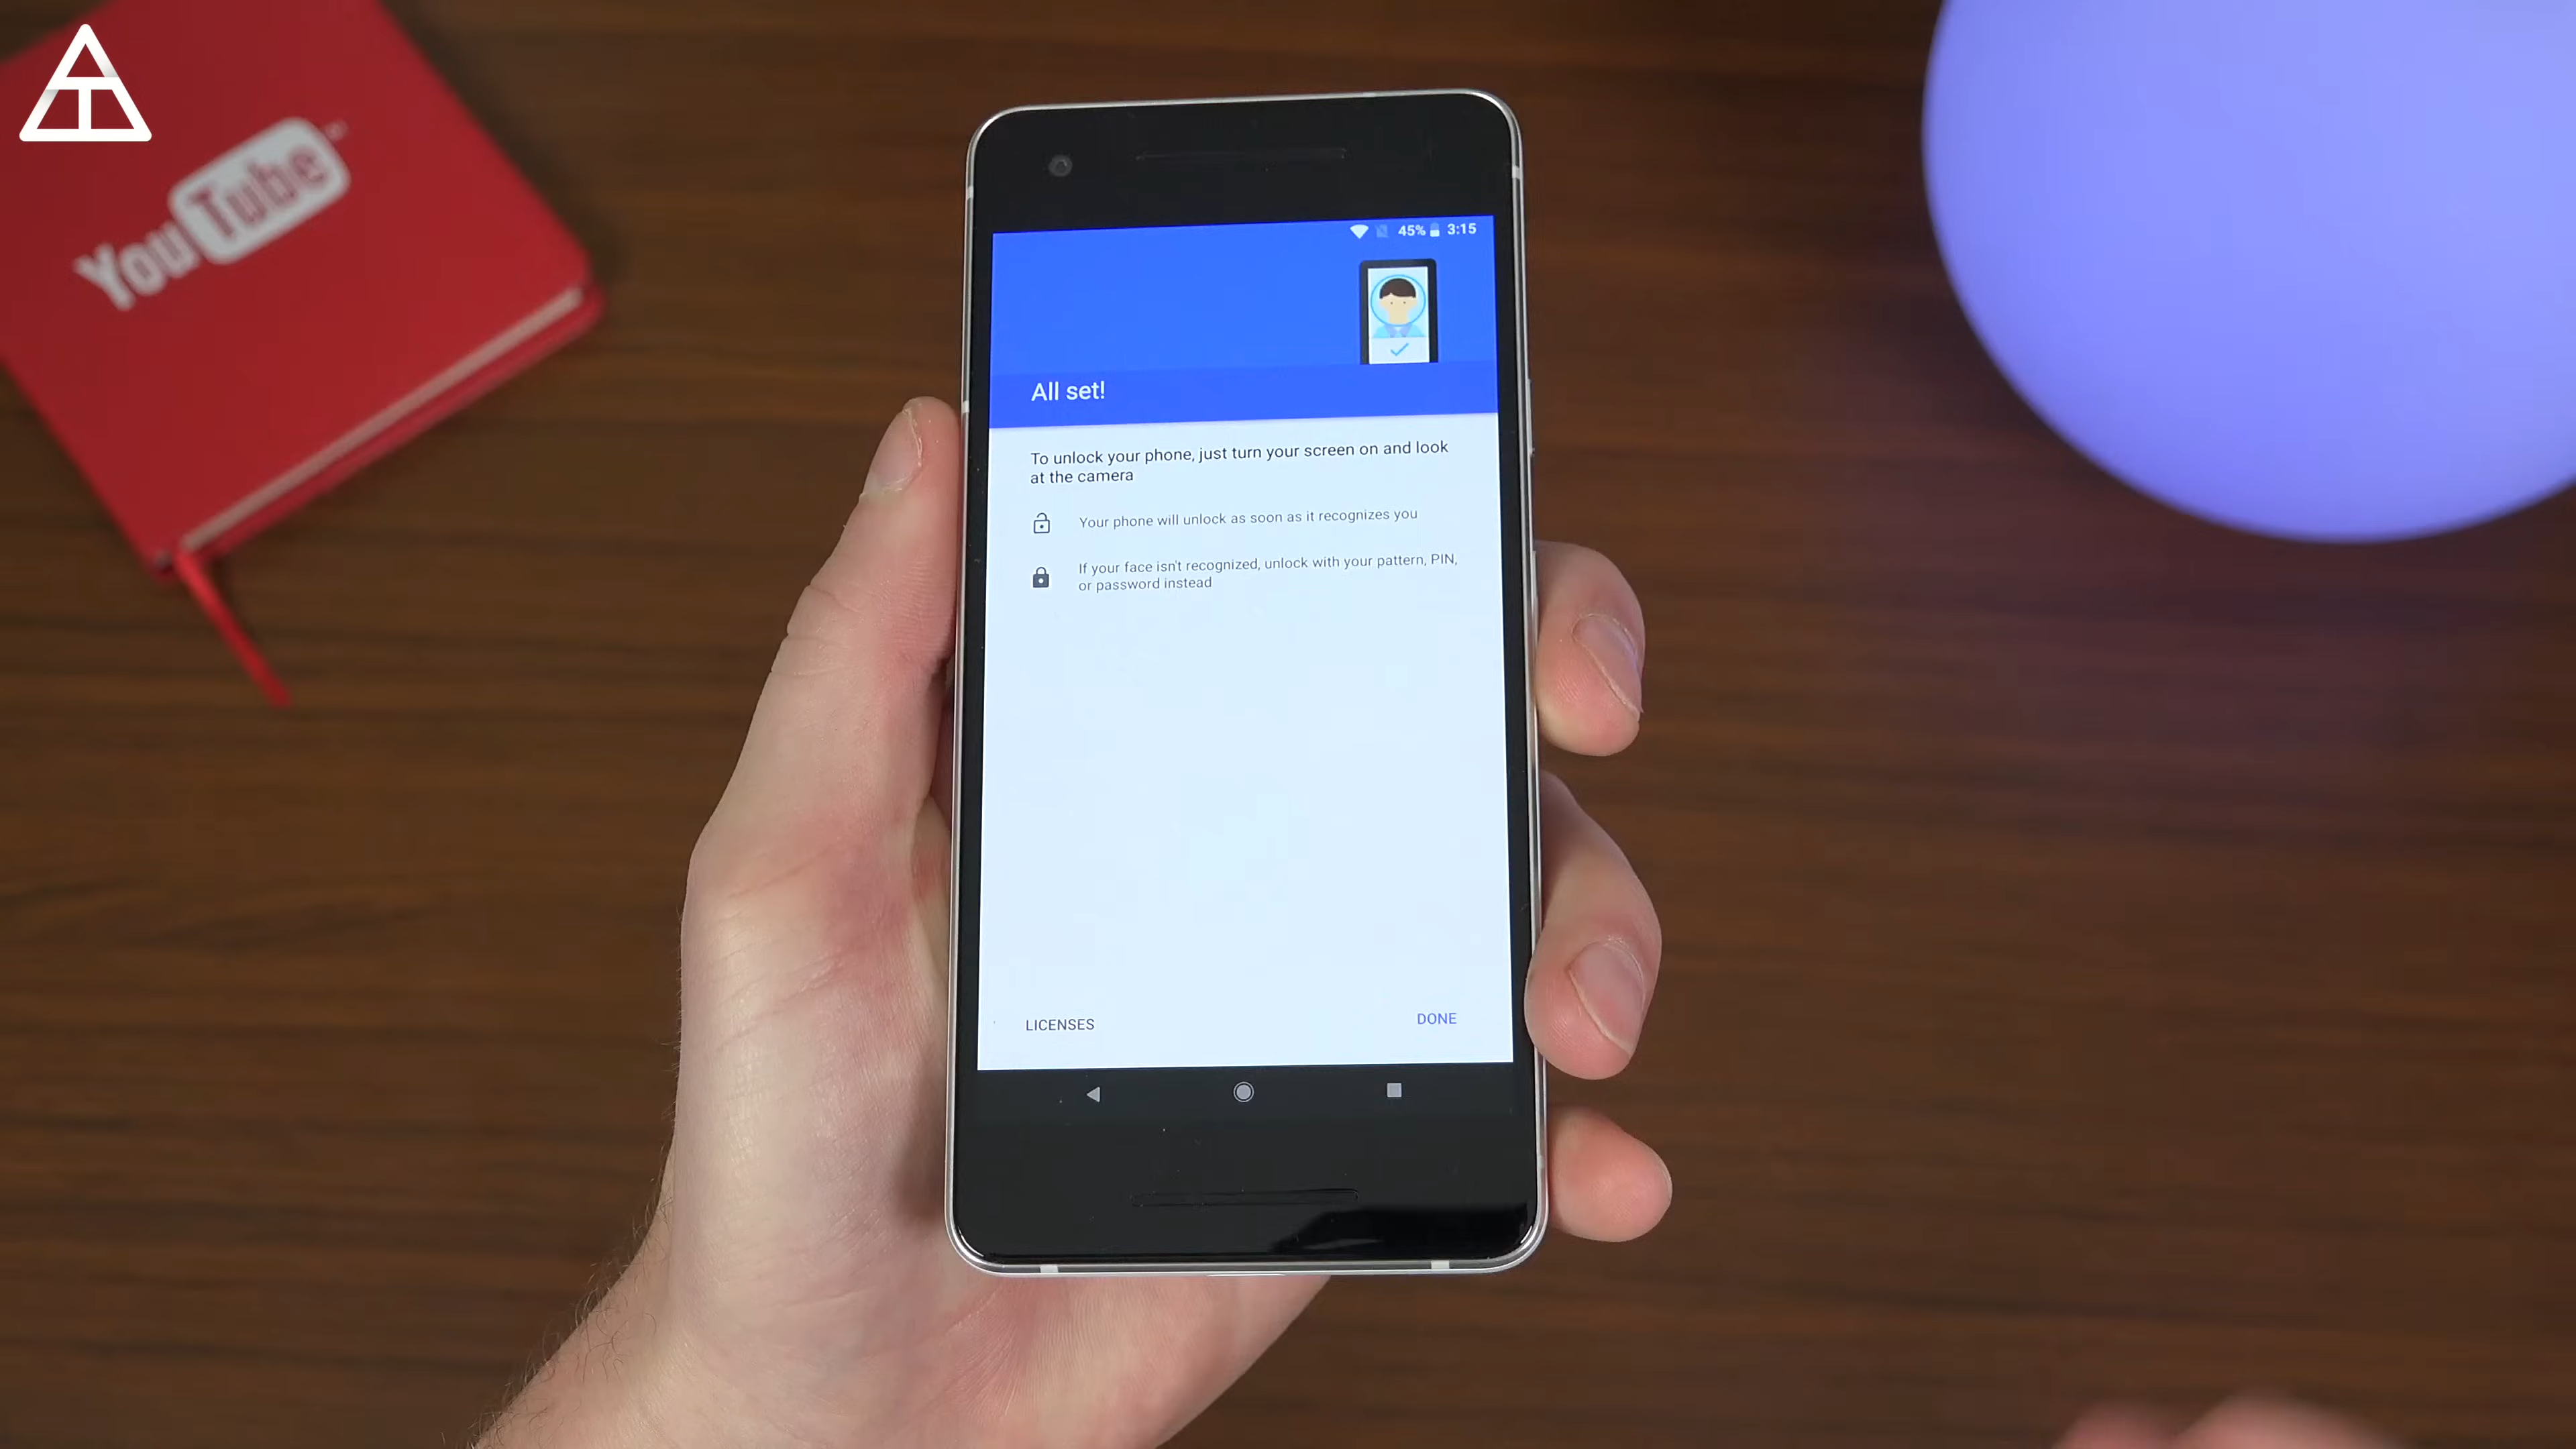 YouTube
45% 3:15
All set!
To unlock your phone, just turn your screen on and look
at the camera
Your phone will unlock as soon as it recognizes you
If your face isn't recognized, unlock with your pattern, PIN,
or password instead
LICENSES
DONE